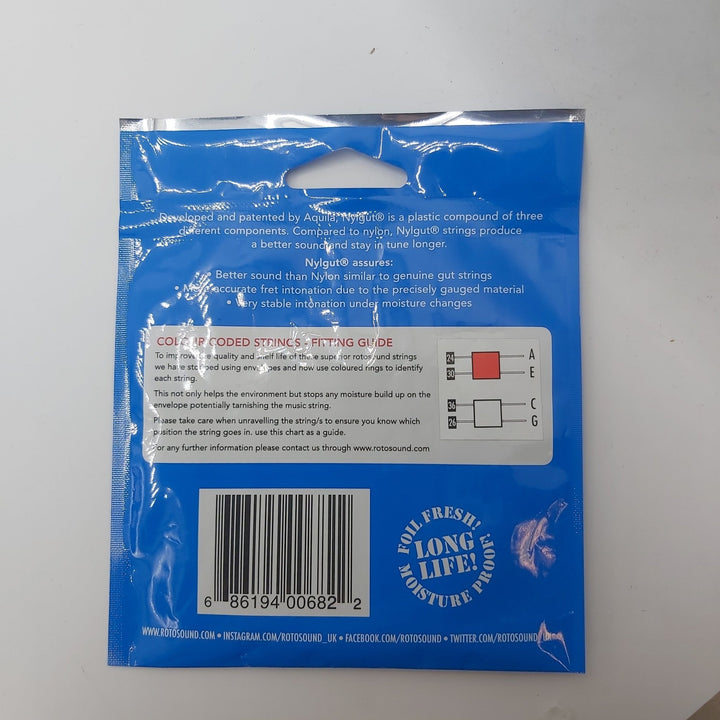 Developed and patented by Aquila, Nylgut® is a plastic compound of three
different components. Compared to nylon, Nylgut® strings produce
a better sound and stay in tune longer.
Nylgut® assures:
• Better sound than Nylon similar to genuine gut strings
• More accurate fret intonation due to the precisely gauged material
• Very stable intonation under moisture changes
COLOUR CODED STRINGS - FITTING GUIDE
To improve the quality and shelf life of these superior rotosound strings
we have stopped using envelopes and now use coloured rings to identify
each string.
This not only helps the environment but stops any moisture build up on the
envelope potentially tarnishing the music string.
Please take care when unravelling the string/s to ensure you know which
position the string goes in. use this chart as a guide.
For any further information please contact us through www.rotosound.com
24 A
30 E
36 C
26 G
6 86194 00682 2
FOIL FRESH!
LONG
LIFE!
MOISTURE PROOF!
WWW.ROTOSOUND.COM • INSTAGRAM.COM/ROTOSOUND_UK • FACEBOOK.COM/ROTOSOUND • TWITTER.COM/ROTOSOUND_UK